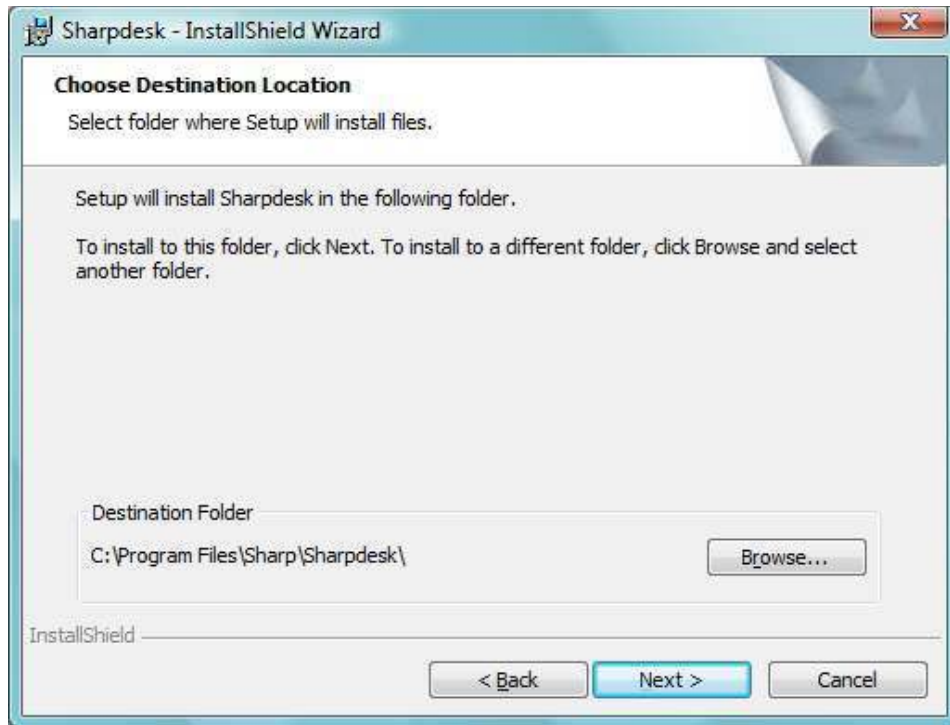 Sharpdesk - InstallShield Wizard
X
Choose Destination Location
Select folder where Setup will install files.
Setup will install Sharpdesk in the following folder.
To install to this folder, click Next. To install to a different folder, click Browse and select
another folder.
Destination Folder
C:\Program Files\Sharp\Sharpdesk\
Browse...
InstallShield
< Back
Next >
Cancel